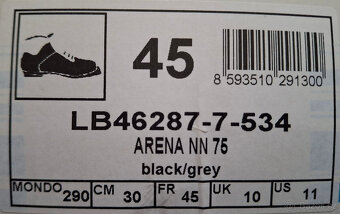 45
8 593510 291300
LB46287-7-534
ARENA NN 75
black/grey
MONDO 290 CM 30 FR 45 UK 10 US 11